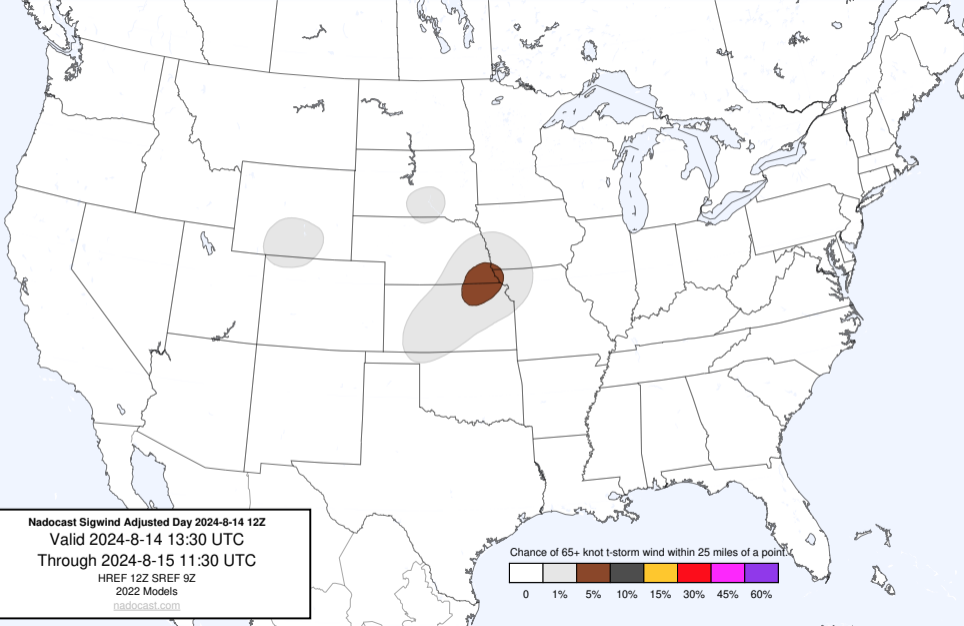 Nadocast Sigwind Adjusted Day 2024-8-14 12Z
Valid 2024-8-14 13:30 UTC
Through 2024-8-15 11:30 UTC
HREF 12Z SREF 9Z
2022 Models
nadocast.com
Chance of 65+ knot t-storm wind within 25 miles of a point.
0 1% 5% 10% 15% 30% 45% 60%